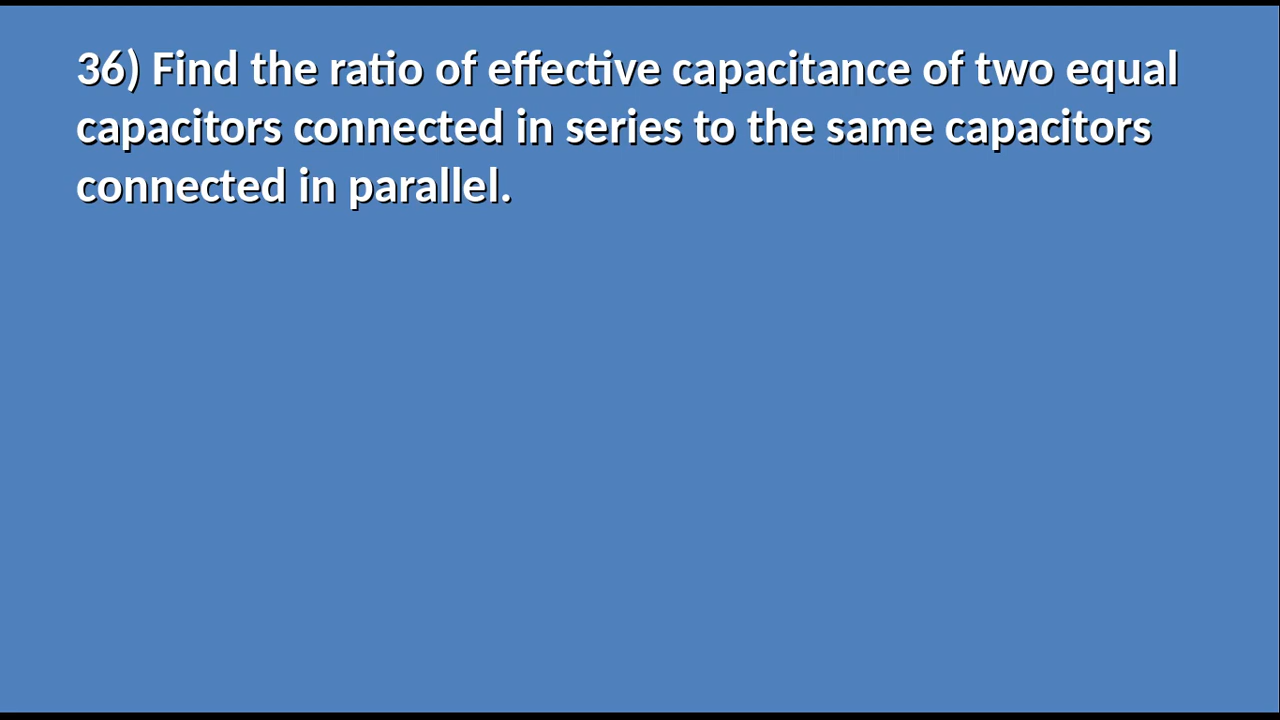 36) Find the ratio of effective capacitance of two equal
capacitors connected in series to the same capacitors
connected in parallel.